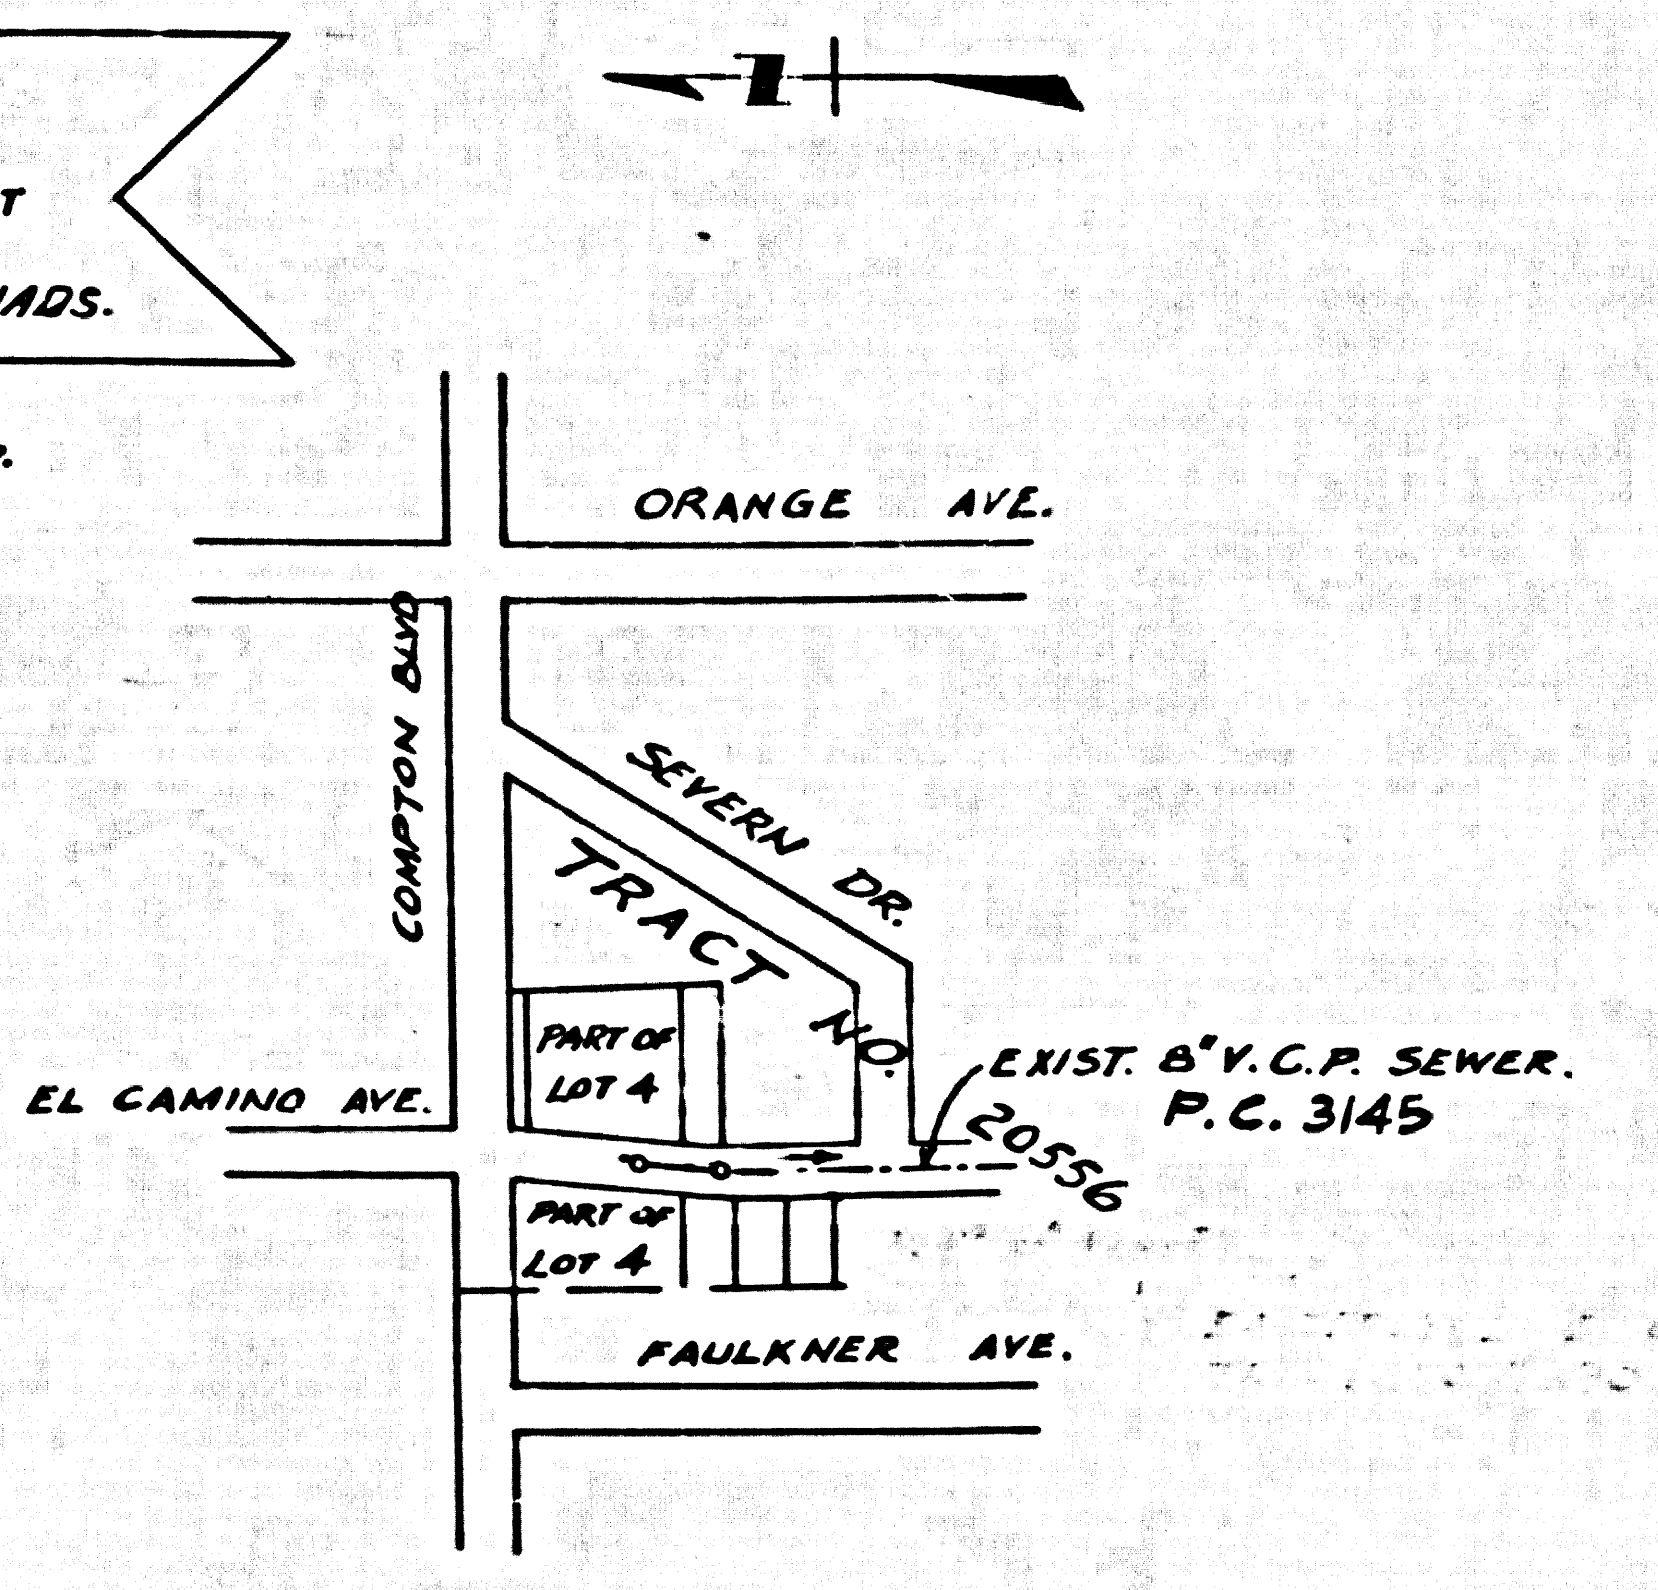 T
ADS.
ORANGE AVE.
COMPTON BLVD
SEVERN DR.
TRACT NO. 20556
PART OF
LOT 4
EL CAMINO AVE.
EXIST. 8" V.C.P. SEWER.
P.C. 3145
PART OF
LOT 4
FAULKNER AVE.